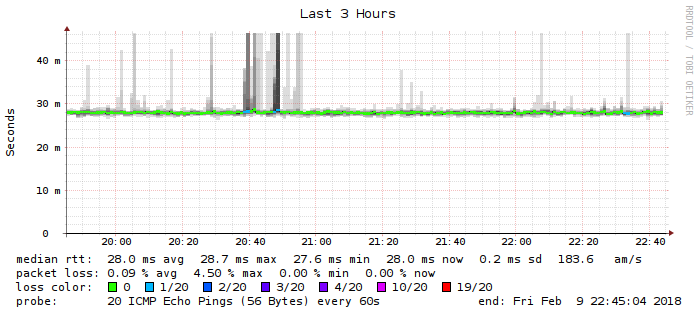 Last 3 Hours
RRDTOOL / TOBI OETIKER
Seconds
40 m
30 m
20 m
10 m
0
20:00 20:20 20:40 21:00 21:20 21:40 22:00 22:20 22:40
median rtt: 28.0 ms avg 28.7 ms max 27.6 ms min 28.0 ms now 0.2 ms sd 183.6 am/s
packet loss: 0.09 % avg 4.50 % max 0.00 % min 0.00 % now
loss color: 0 1/20 2/20 3/20 4/20 10/20 19/20
probe: 20 ICMP Echo Pings (56 Bytes) every 60s end: Fri Feb 9 22:45:04 2018